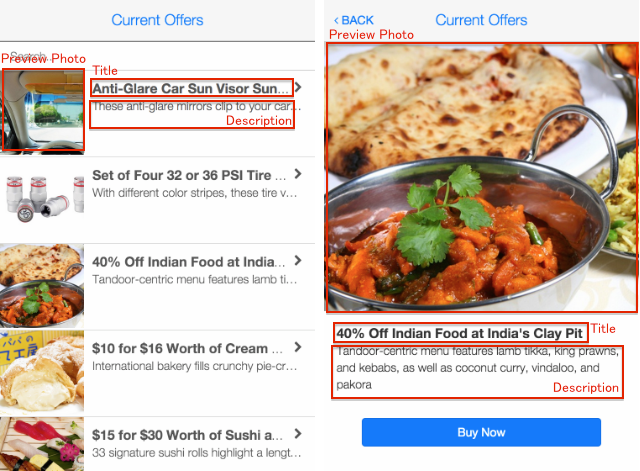 Current Offers
Search...
Preview Photo
Title
Anti-Glare Car Sun Visor Sun...
These anti-glare mirrors clip to your car...
Description
Set of Four 32 or 36 PSI Tire ...
With different color stripes, these tire v...
40% Off Indian Food at India...
Tandoor-centric menu features lamb ti...
$10 for $16 Worth of Cream ...
International bakery fills crunchy pie-cr...
$15 for $30 Worth of Sushi a...
33 signature sushi rolls highlight a lengt...
BACK
Current Offers
Preview Photo
40% Off Indian Food at India's Clay Pit
Title
Tandoor-centric menu features lamb tikka, king prawns,
and kebabs, as well as coconut curry, vindaloo, and
pakora
Description
Buy Now